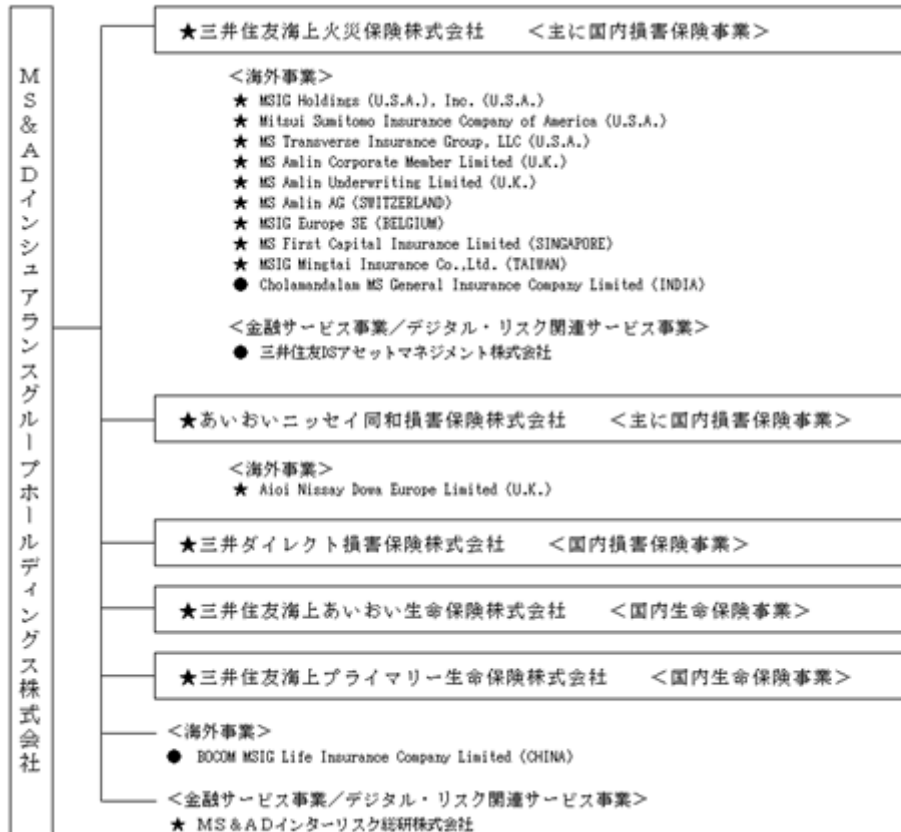 MS&ADインシュアランスグループホールディングス株式会社
★三井住友海上火災保険株式会社 <主に国内損害保険事業>
<海外事業>
★ MSIG Holdings (U.S.A.), Inc. (U.S.A.)
★ Mitsui Sumitomo Insurance Company of America (U.S.A.)
★ MS Transverse Insurance Group, LLC (U.S.A.)
★ MS Amlin Corporate Member Limited (U.K.)
★ MS Amlin Underwriting Limited (U.K.)
★ MS Amlin AG (SWITZERLAND)
★ MSIG Europe SE (BELGIUM)
★ MS First Capital Insurance Limited (SINGAPORE)
★ MSIG Mingtai Insurance Co.,Ltd. (TAIWAN)
● Cholamandalam MS General Insurance Company Limited (INDIA)
<金融サービス事業/デジタル・リスク関連サービス事業>
● 三井住友DSアセットマネジメント株式会社
★あいおいニッセイ同和損害保険株式会社 <主に国内損害保険事業>
<海外事業>
★ Aioi Nissay Dowa Europe Limited (U.K.)
★三井ダイレクト損害保険株式会社 <国内損害保険事業>
★三井住友海上あいおい生命保険株式会社 <国内生命保険事業>
★三井住友海上プライマリー生命保険株式会社 <国内生命保険事業>
<海外事業>
● BOCOM MSIG Life Insurance Company Limited (CHINA)
<金融サービス事業/デジタル・リスク関連サービス事業>
★ MS&ADインターリスク総研株式会社